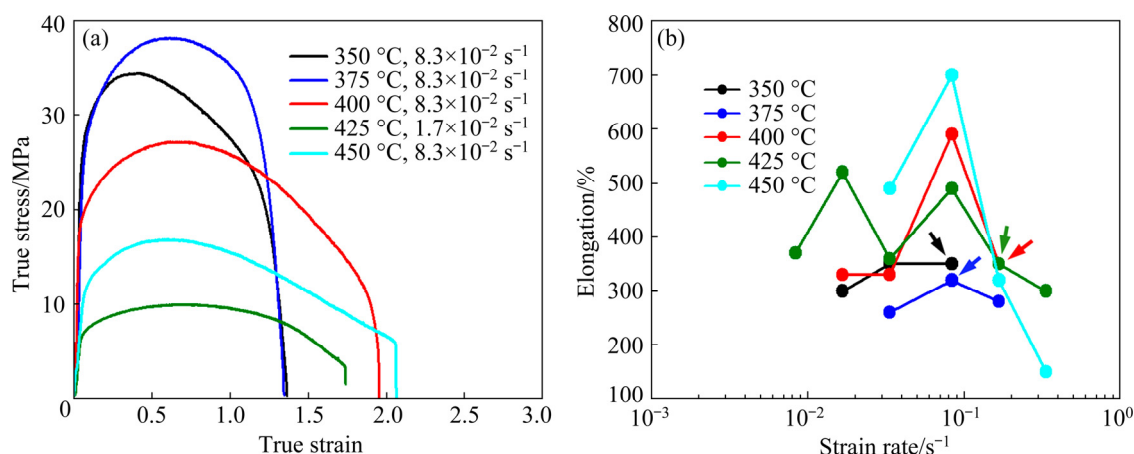 (a)
40
30
20
10
0
0.5
1.0
1.5
2.0
2.5
3.0
True stress/MPa
True strain
350 °C, 8.3×10⁻² s⁻¹
375 °C, 8.3×10⁻² s⁻¹
400 °C, 8.3×10⁻² s⁻¹
425 °C, 1.7×10⁻² s⁻¹
450 °C, 8.3×10⁻² s⁻¹
(b)
800
700
600
500
400
300
200
100
10⁻³
10⁻²
10⁻¹
10⁰
Elongation/%
Strain rate/s⁻¹
350 °C
375 °C
400 °C
425 °C
450 °C